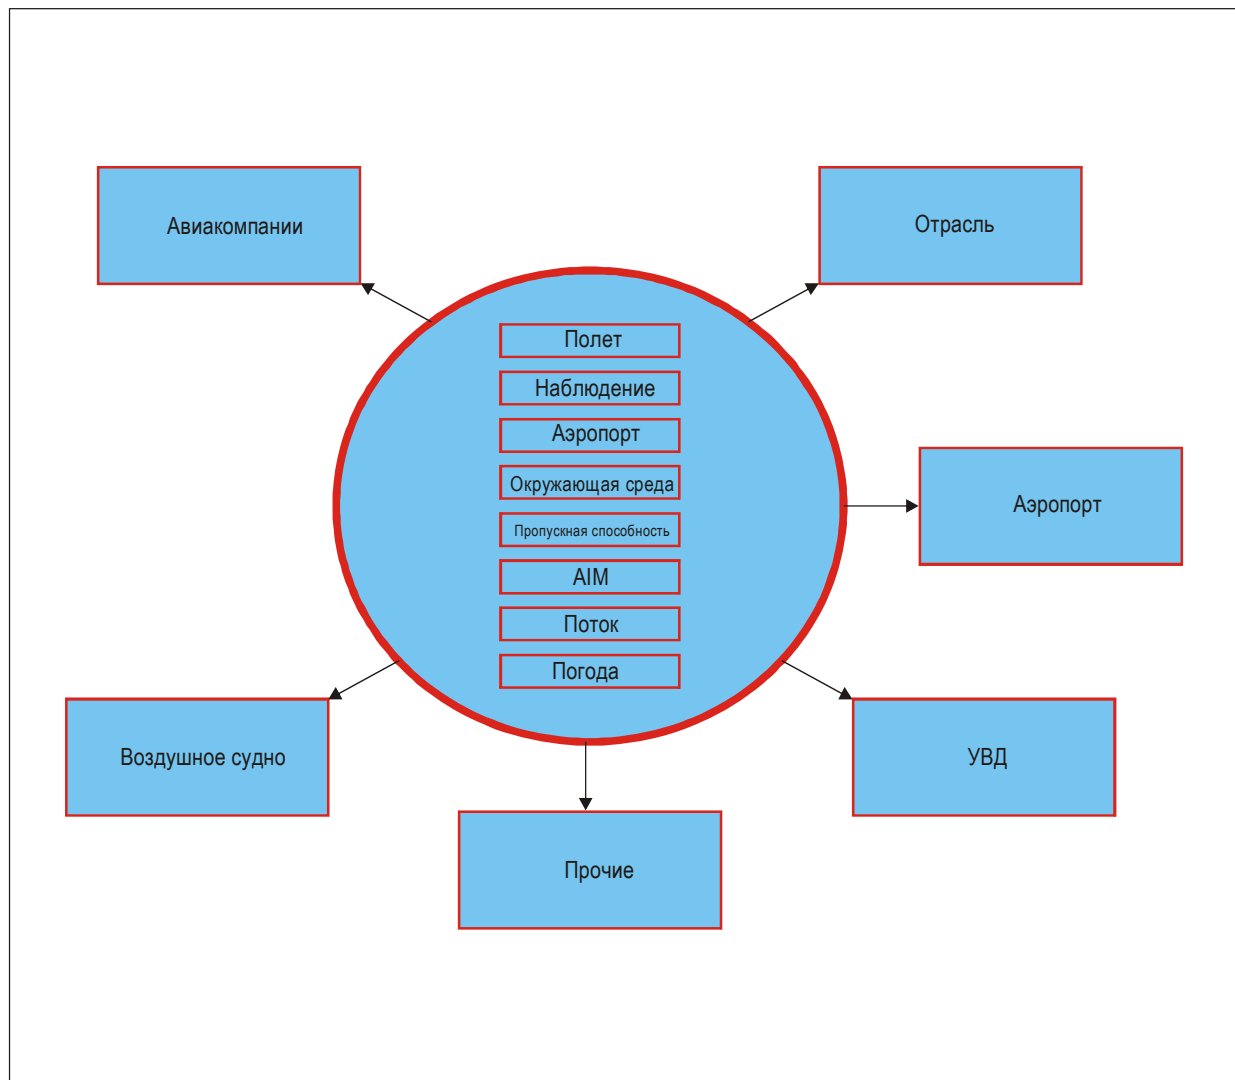 Авиакомпании
Отрасль
Полет
Наблюдение
Аэропорт
Окружающая среда
Пропускная способность
AIM
Поток
Погода
Аэропорт
Воздушное судно
УВД
Прочие